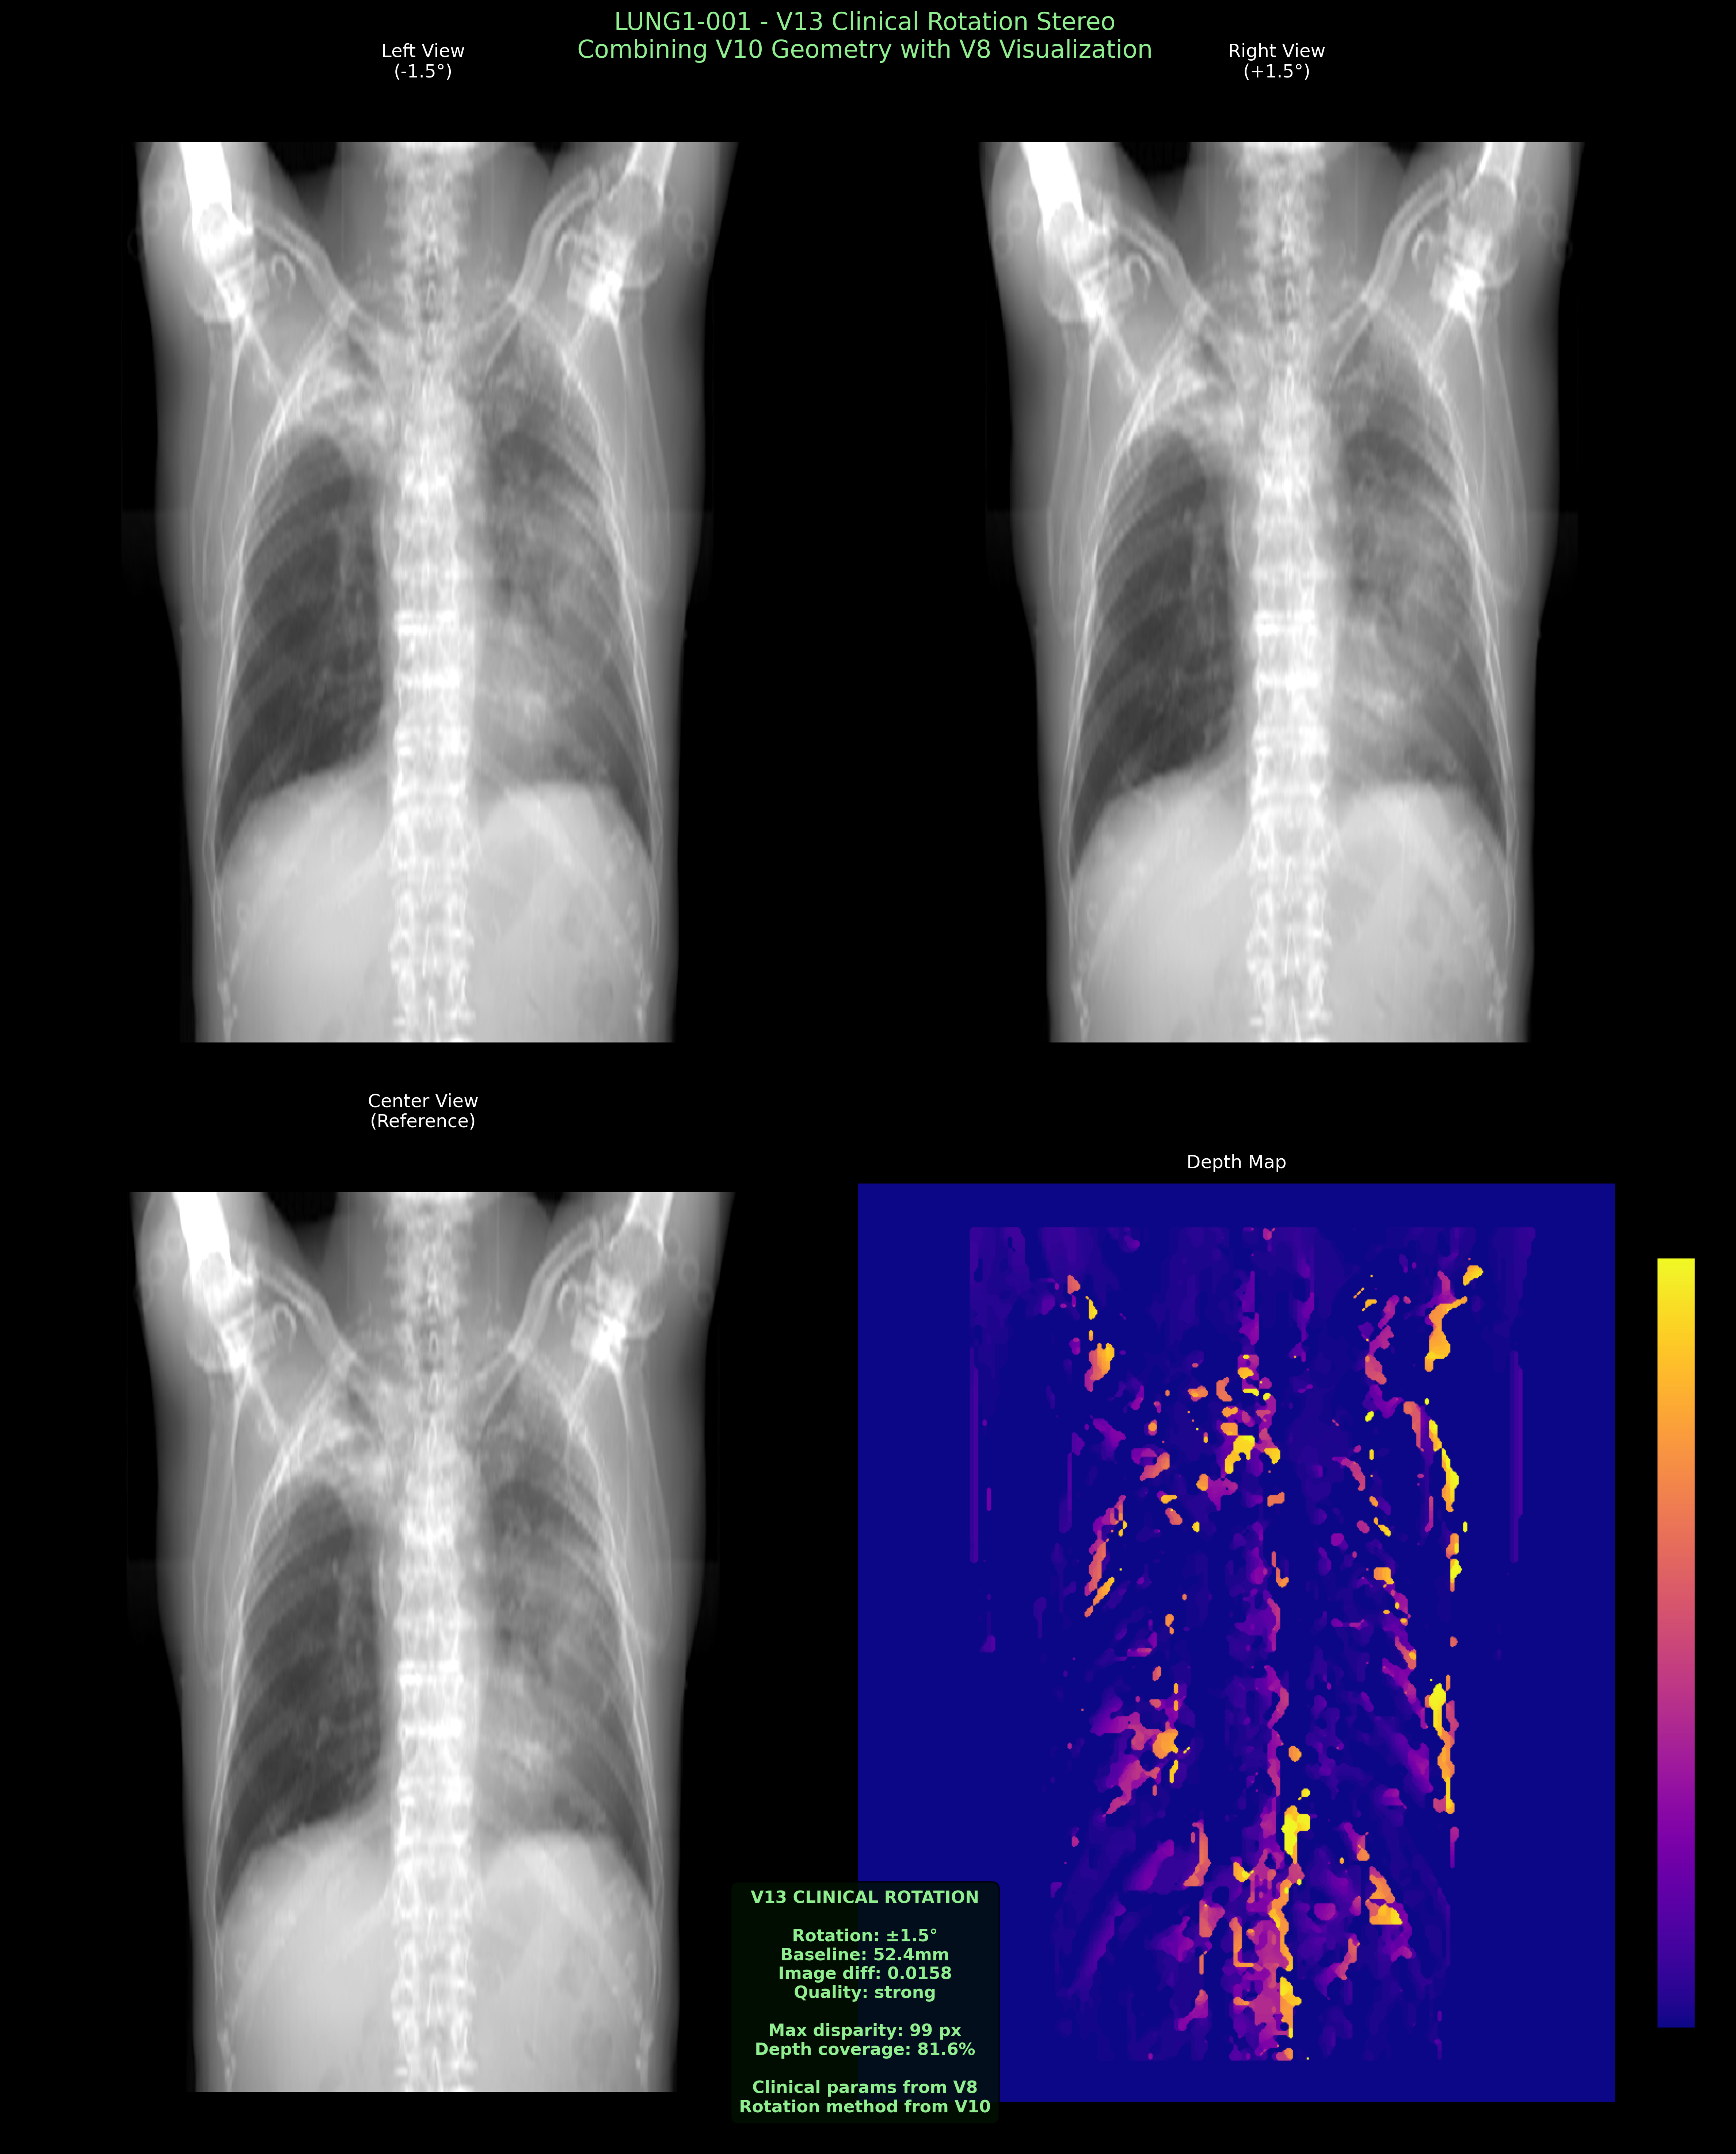 LUNG1-001 - V13 Clinical Rotation Stereo
Combining V10 Geometry with V8 Visualization
Left View
(-1.5°)
Right View
(+1.5°)
Center View
(Reference)
Depth Map
V13 CLINICAL ROTATION
Rotation: ±1.5°
Baseline: 52.4mm
Image diff: 0.0158
Quality: strong
Max disparity: 99 px
Depth coverage: 81.6%
Clinical params from V8
Rotation method from V10